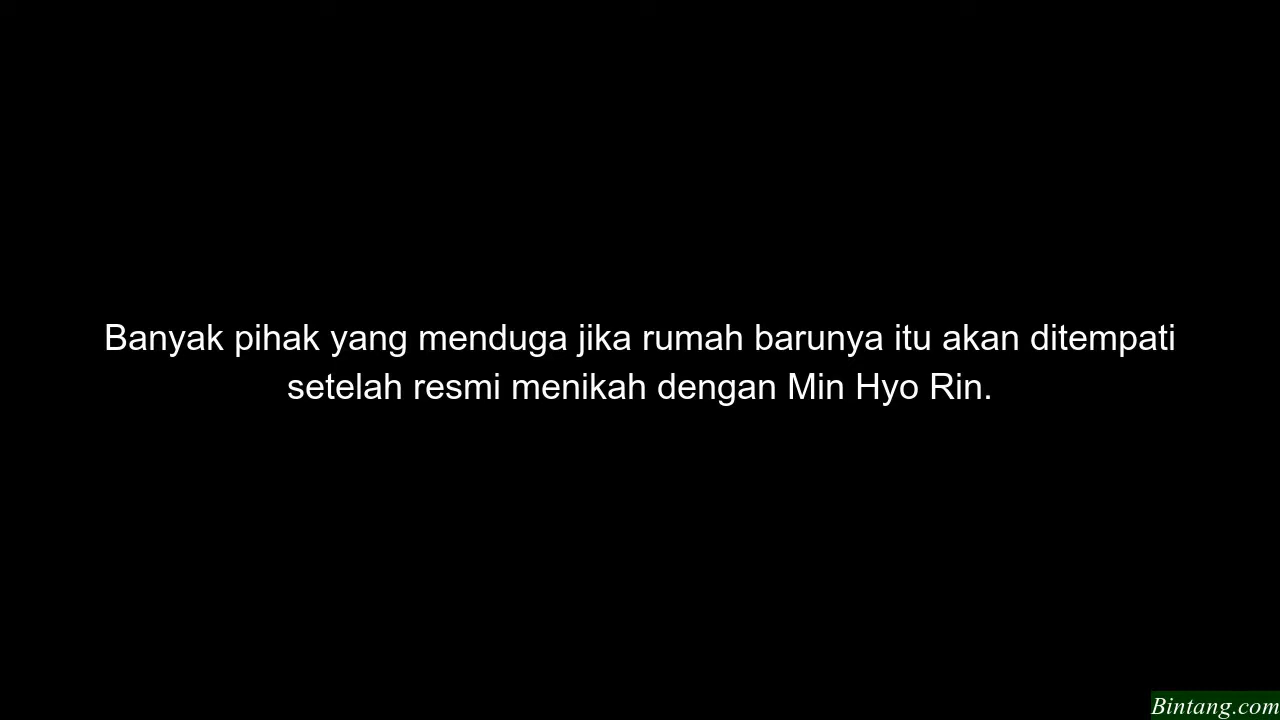 Banyak pihak yang menduga jika rumah barunya itu akan ditempati
setelah resmi menikah dengan Min Hyo Rin.
Bintang.com